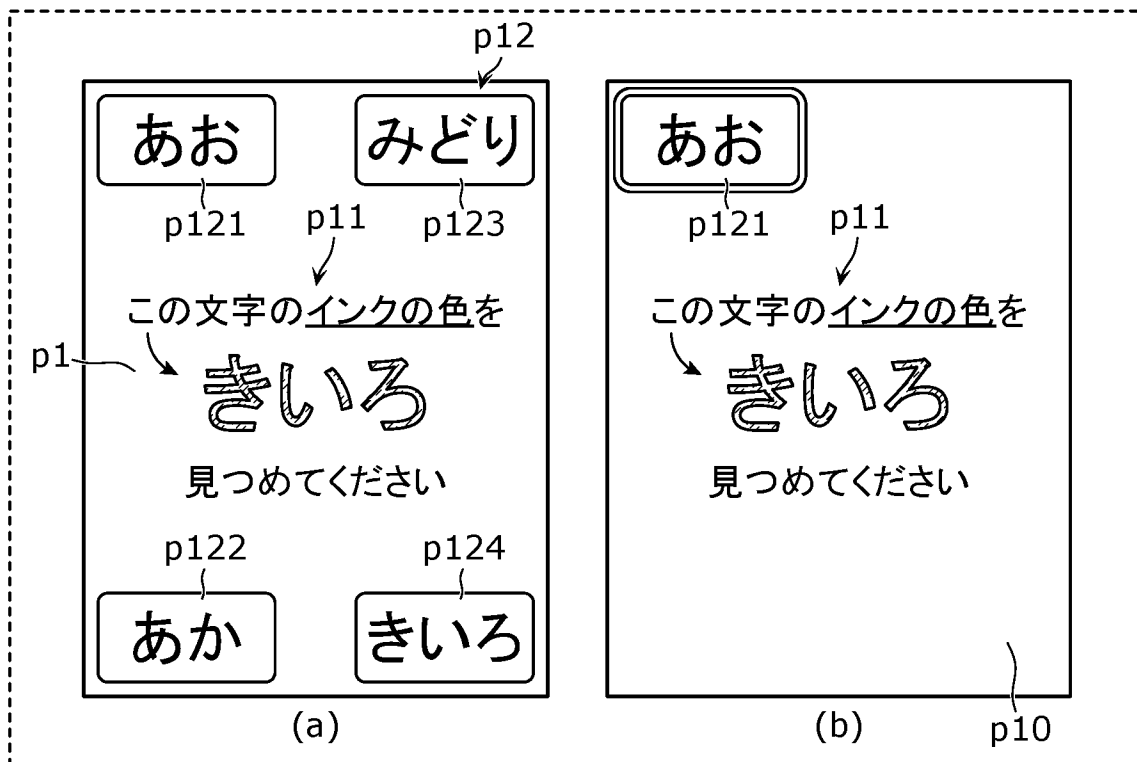 p12
あお
みどり
p121
p123
p11
この文字のインクの色を
p1
きいろ
見つめてください
p122
p124
あか
きいろ
(a)
あお
p121
p11
この文字のインクの色を
きいろ
見つめてください
(b)
p10